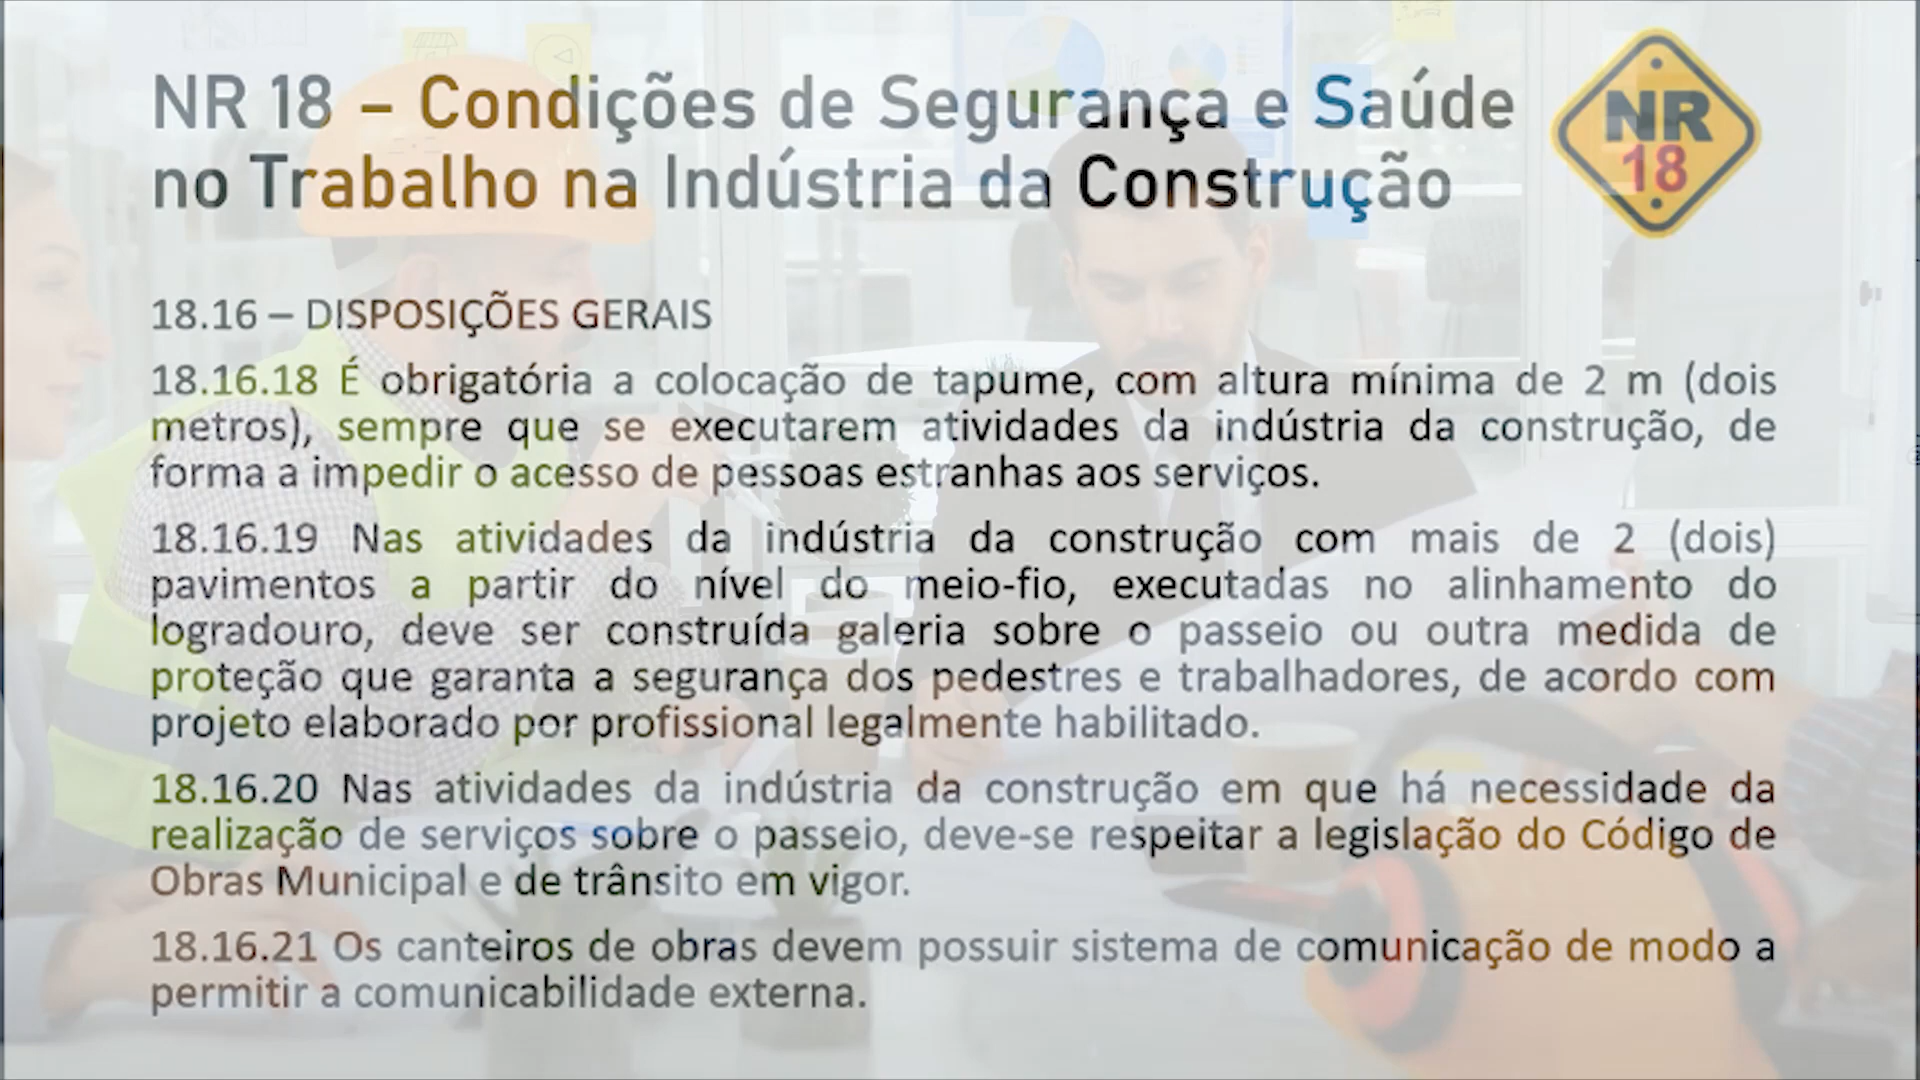 NR 18 – Condições de Segurança e Saúde
no Trabalho na Indústria da Construção
NR
18
18.16 – DISPOSIÇÕES GERAIS
18.16.18 É obrigatória a colocação de tapume, com altura mínima de 2 m (dois
metros), sempre que se executarem atividades da indústria da construção, de
forma a impedir o acesso de pessoas estranhas aos serviços.
18.16.19 Nas atividades da indústria da construção com mais de 2 (dois)
pavimentos a partir do nível do meio-fio, executadas no alinhamento do
logradouro, deve ser construída galeria sobre o passeio ou outra medida de
proteção que garanta a segurança dos pedestres e trabalhadores, de acordo com
projeto elaborado por profissional legalmente habilitado.
18.16.20 Nas atividades da indústria da construção em que há necessidade da
realização de serviços sobre o passeio, deve-se respeitar a legislação do Código de
Obras Municipal e de trânsito em vigor.
18.16.21 Os canteiros de obras devem possuir sistema de comunicação de modo a
permitir a comunicabilidade externa.